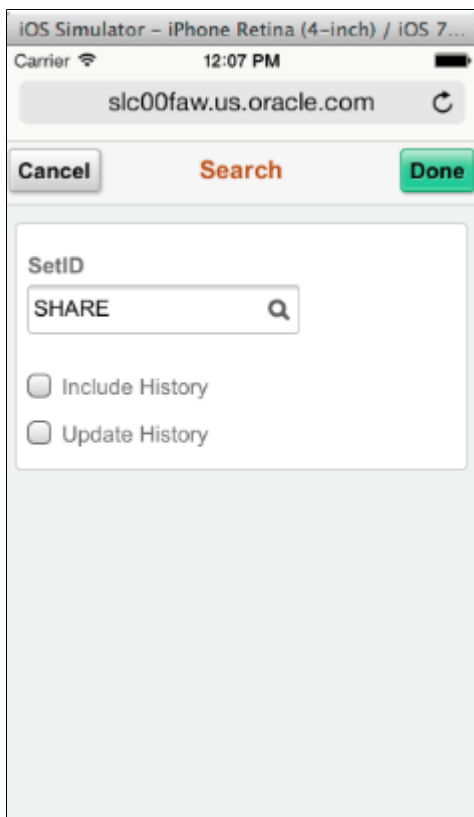 iOS Simulator – iPhone Retina (4-inch) / iOS 7...
Carrier 12:07 PM
slc00faw.us.oracle.com
Cancel Search Done
SetID
SHARE
Include History
Update History